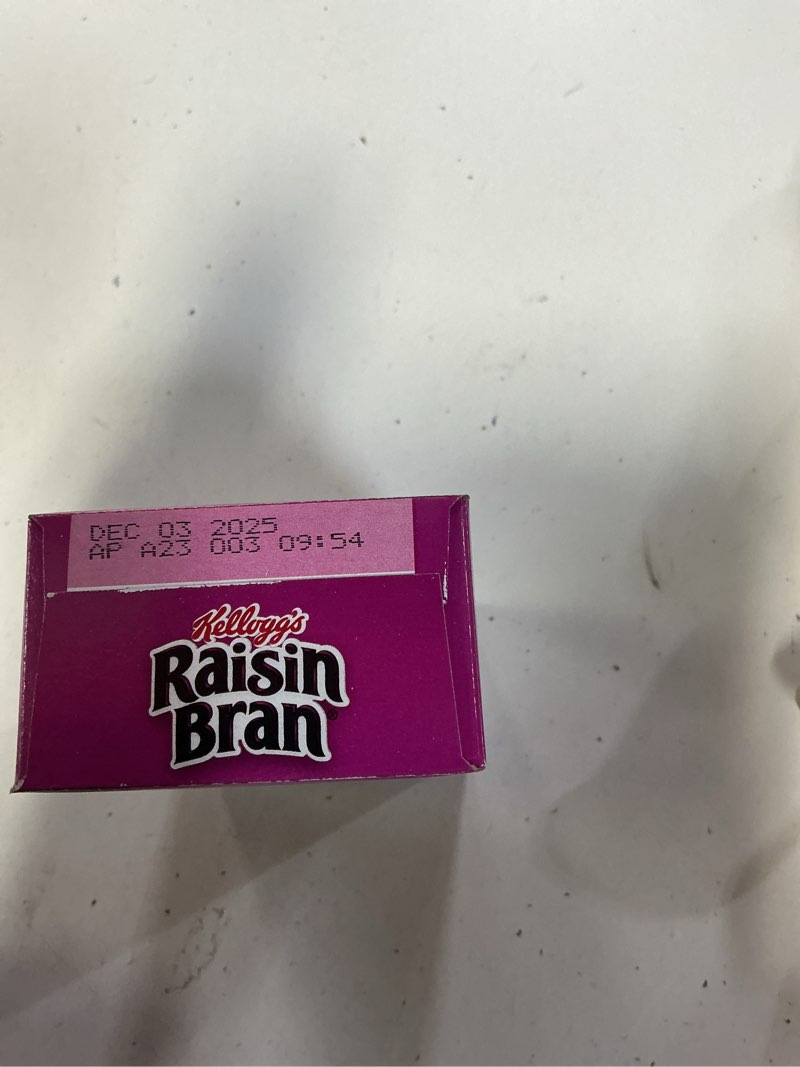 DEC 03 2025
AP A23 003 09:54
Kellogg's
Raisin
Bran®